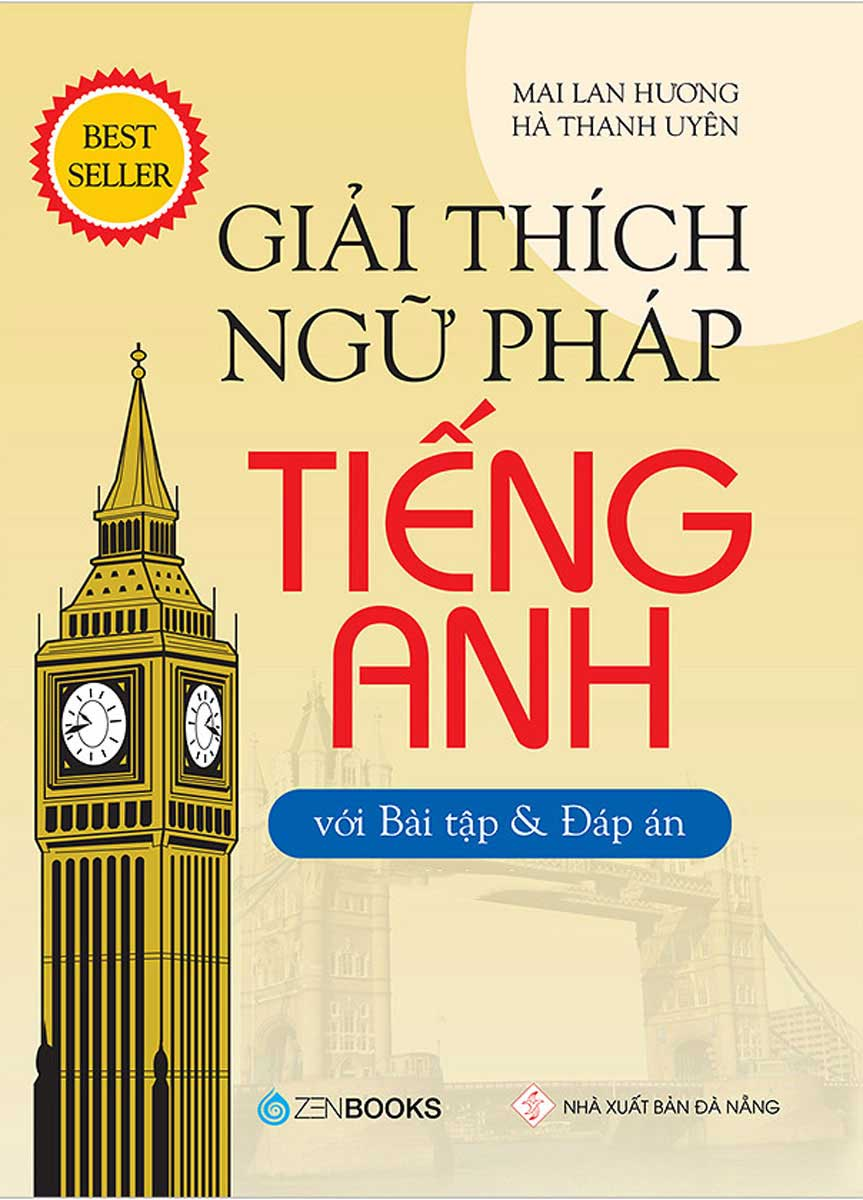 MAI LAN HƯƠNG
HÀ THANH UYÊN
BEST
SELLER
GIẢI THÍCH
NGỮ PHÁP
TIẾNG
ANH
với Bài tập & Đáp án
ZENBOOKS
NHÀ XUẤT BẢN ĐÀ NẴNG